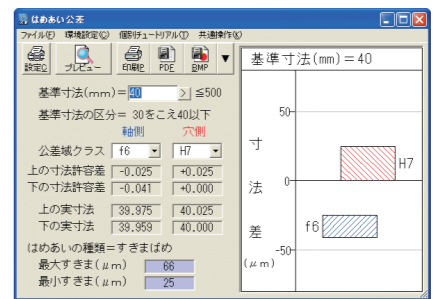 はめあい公差
ファイル(F) 環境設定(C) 個別チュートリアル(T) 共通操作(K)
設定O プレビュー 印刷P PDF BMP ▼
基準寸法(mm)=40 > ≦500
基準寸法の区分= 30をこえ40以下
軸側 穴側
公差域クラス f6 H7
上の寸法許容差 -0.025 +0.025
下の寸法許容差 -0.041 +0.000
上の実寸法 39.975 40.025
下の実寸法 39.959 40.000
はめあいの種類=すきまばめ
最大すきま(μm) 66
最小すきま(μm) 25
基準寸法(mm)=40
寸法差
(μm)
50
0
-50
H7
f6